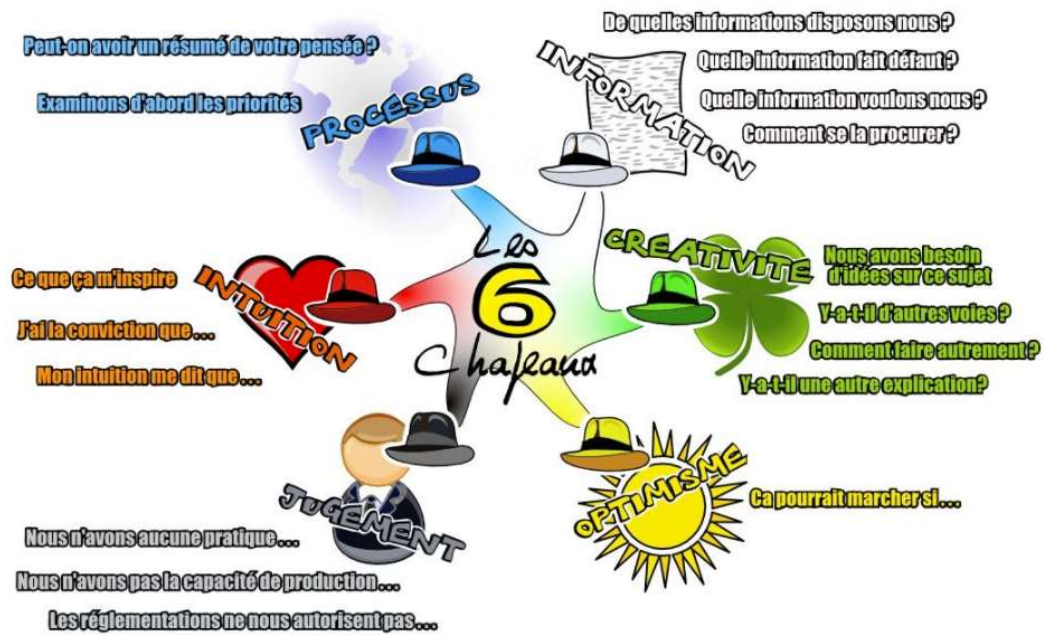 Les
6
Chapeaux
PROCESSUS
Peut-on avoir un résumé de votre pensée ?
Examinons d'abord les priorités
INFORMATION
De quelles informations disposons nous ?
Quelle information fait défaut ?
Quelle information voulons nous ?
Comment se la procurer ?
CREATIVITE
Nous avons besoin
d'idées sur ce sujet
Y-a-t-il d'autres voies ?
Comment faire autrement ?
Y-a-t-il une autre explication?
OPTIMISME
Ca pourrait marcher si...
JUGEMENT
Nous n'avons aucune pratique...
Nous n'avons pas la capacité de production...
Les réglementations ne nous autorisent pas...
INTUITION
Ce que ça m'inspire
J'ai la conviction que...
Mon intuition me dit que...